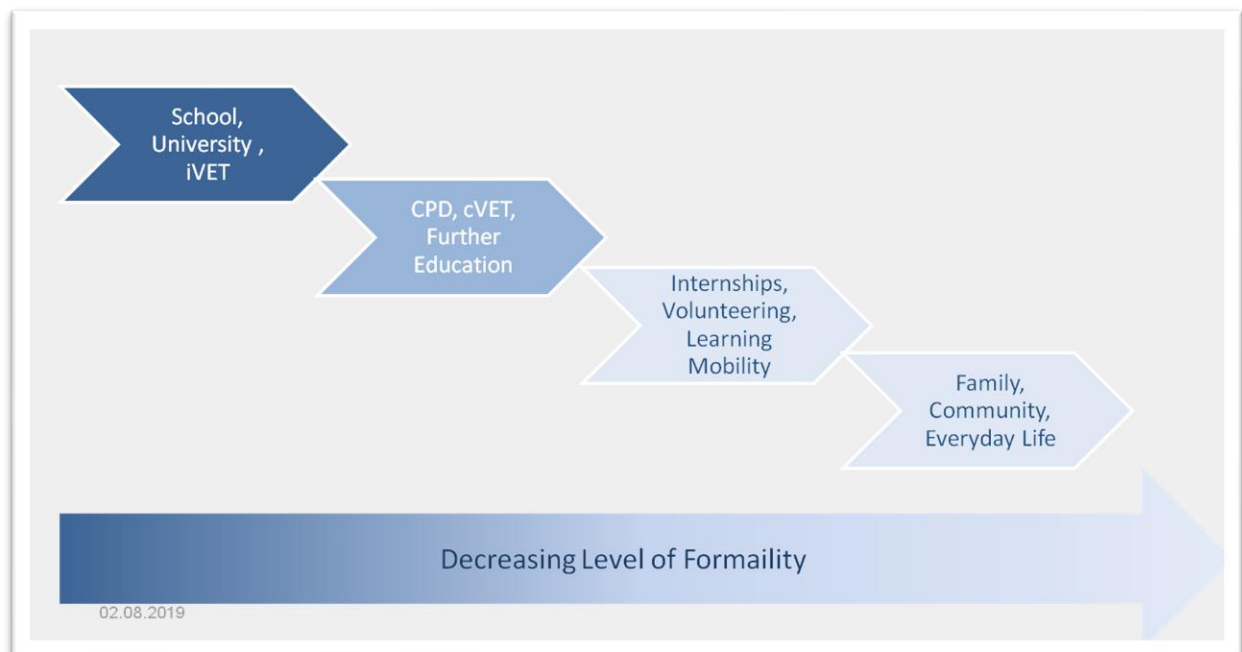 School,
University ,
iVET
CPD, cVET,
Further
Education
Internships,
Volunteering,
Learning
Mobility
Family,
Community,
Everyday Life
Decreasing Level of Formaility
02.08.2019